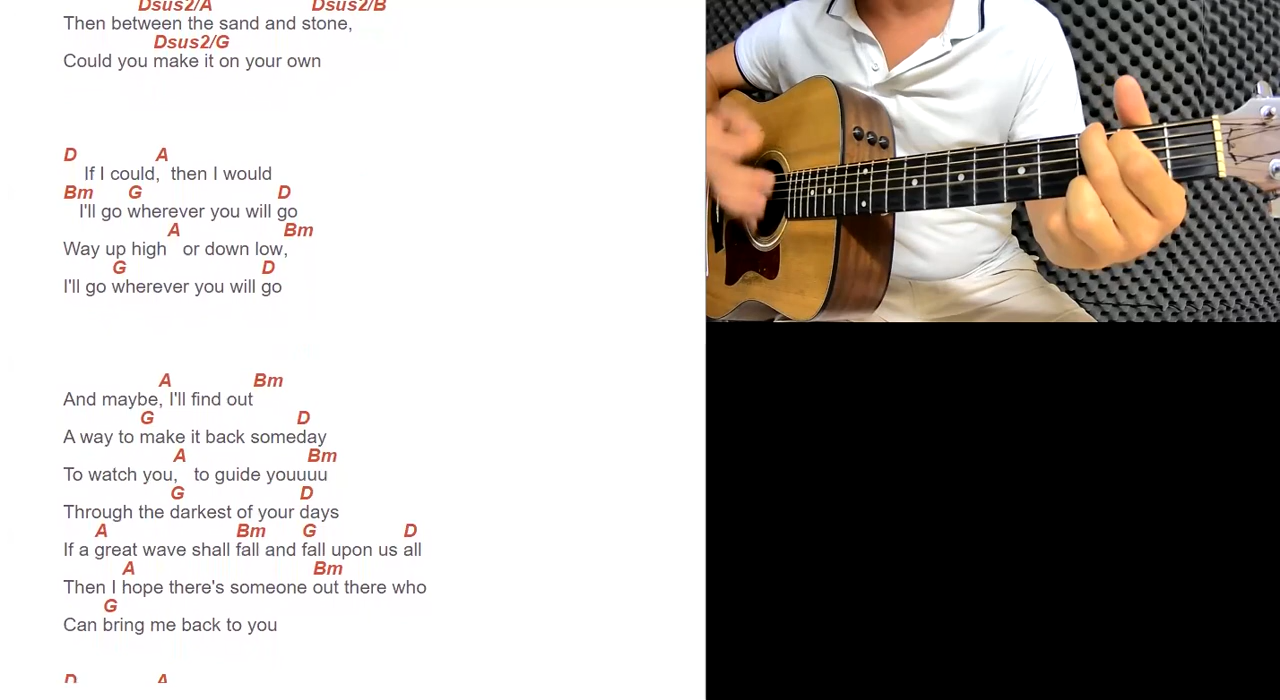 Dsus2/A Dsus2/B
Then between the sand and stone,
Dsus2/G
Could you make it on your own
D A
If I could, then I would
Bm G D
I'll go wherever you will go
A Bm
Way up high or down low,
G D
I'll go wherever you will go
A Bm
And maybe, I'll find out
G D
A way to make it back someday
A Bm
To watch you, to guide youuuu
G D
Through the darkest of your days
A Bm G D
If a great wave shall fall and fall upon us all
A Bm
Then I hope there's someone out there who
G
Can bring me back to you
D A